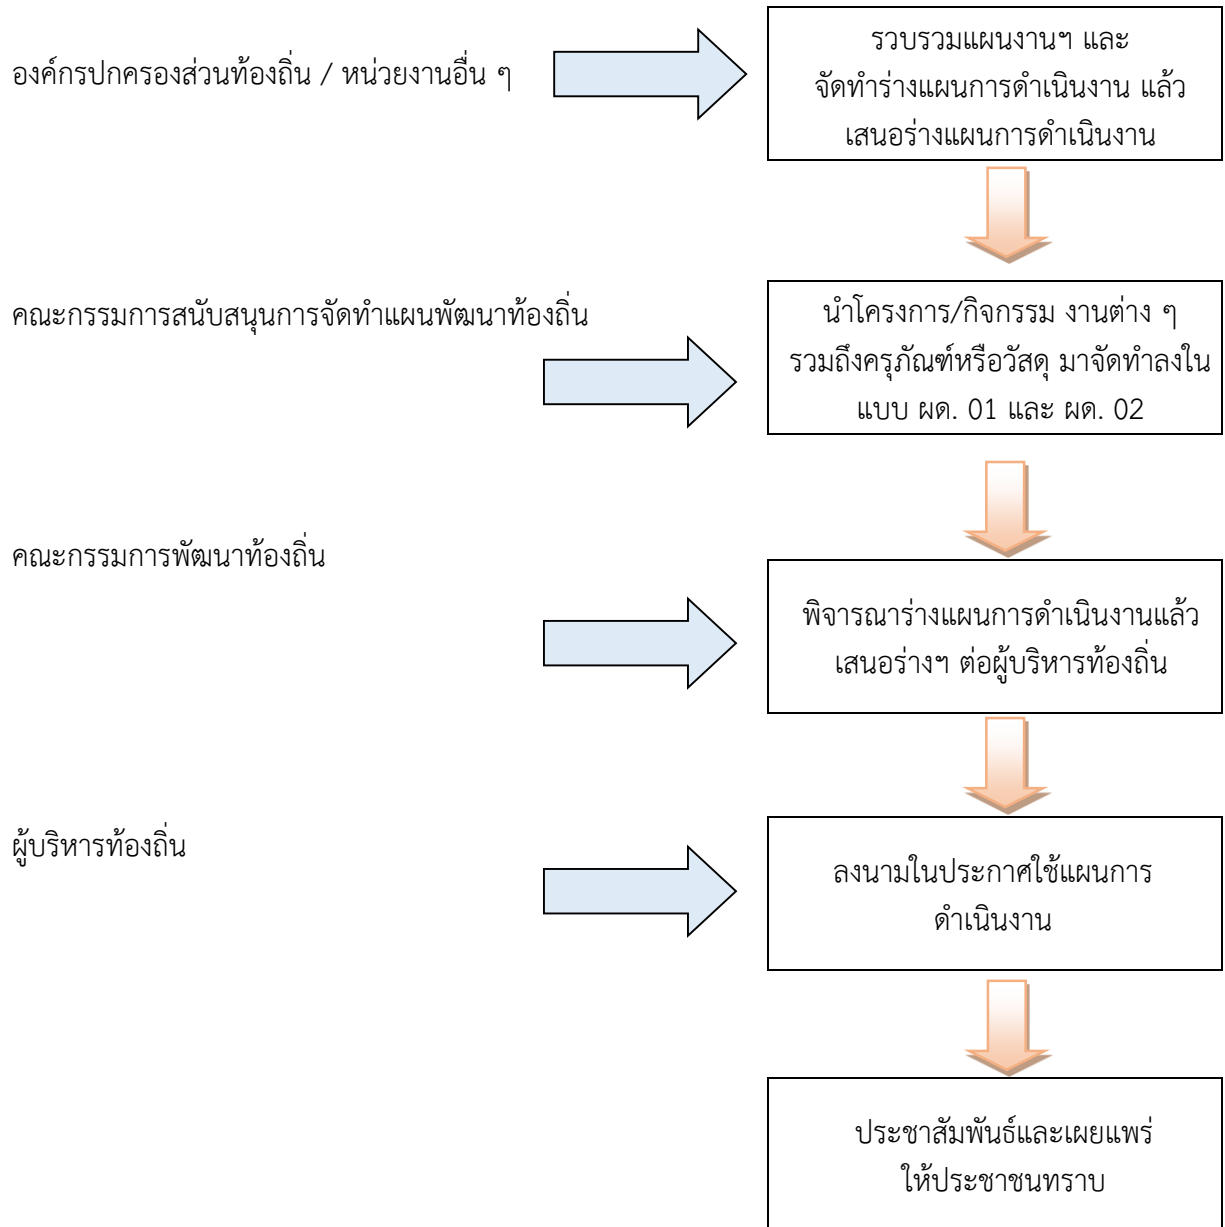 องค์กรปกครองส่วนท้องถิ่น / หน่วยงานอื่น ๆ
รวบรวมแผนงานฯ และ
จัดทำร่างแผนการดำเนินงาน แล้ว
เสนอร่างแผนการดำเนินงาน
คณะกรรมการสนับสนุนการจัดทำแผนพัฒนาท้องถิ่น
นำโครงการ/กิจกรรม งานต่าง ๆ
รวมถึงครุภัณฑ์หรือวัสดุ มาจัดทำลงใน
แบบ ผด. 01 และ ผด. 02
คณะกรรมการพัฒนาท้องถิ่น
พิจารณาร่างแผนการดำเนินงานแล้ว
เสนอร่างฯ ต่อผู้บริหารท้องถิ่น
ผู้บริหารท้องถิ่น
ลงนามในประกาศใช้แผนการ
ดำเนินงาน
ประชาสัมพันธ์และเผยแพร่
ให้ประชาชนทราบ